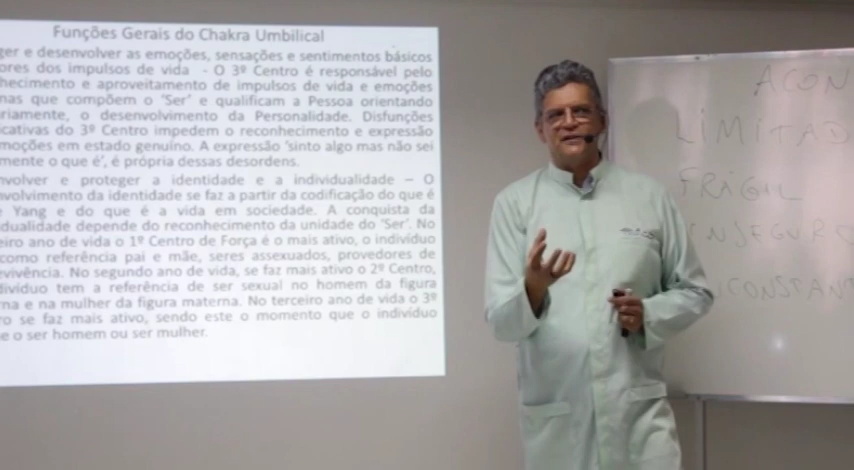 Funções Gerais do Chakra Umbilical
ger e desenvolver as emoções, sensações e sentimentos básicos
ores dos impulsos de vida - O 3º Centro é responsável pelo
hecimento e aproveitamento de impulsos de vida e emoções
nas que compõem o 'Ser' e qualificam a Pessoa orientando
riamente, o desenvolvimento da Personalidade. Disfunções
icativas do 3º Centro impedem o reconhecimento e expressão
moções em estado genuíno. A expressão 'sinto algo mas não sei
mente o que é', é própria dessas desordens.
nvolver e proteger a identidade e a individualidade – O
nvolvimento da identidade se faz a partir da codificação do que é
e Yang e do que é a vida em sociedade. A conquista da
dualidade depende do reconhecimento da unidade do 'Ser'. No
eiro ano de vida o 1º Centro de Força é o mais ativo, o indivíduo
como referência pai e mãe, seres assexuados, provedores de
evivência. No segundo ano de vida, se faz mais ativo o 2º Centro,
divíduo tem a referência de ser sexual no homem da figura
rna e na mulher da figura materna. No terceiro ano de vida o 3º
ro se faz mais ativo, sendo este o momento que o indivíduo
e o ser homem ou ser mulher.
ACON
LIMITAD
FRÁGIL
INSEGURO
INCONSTANT